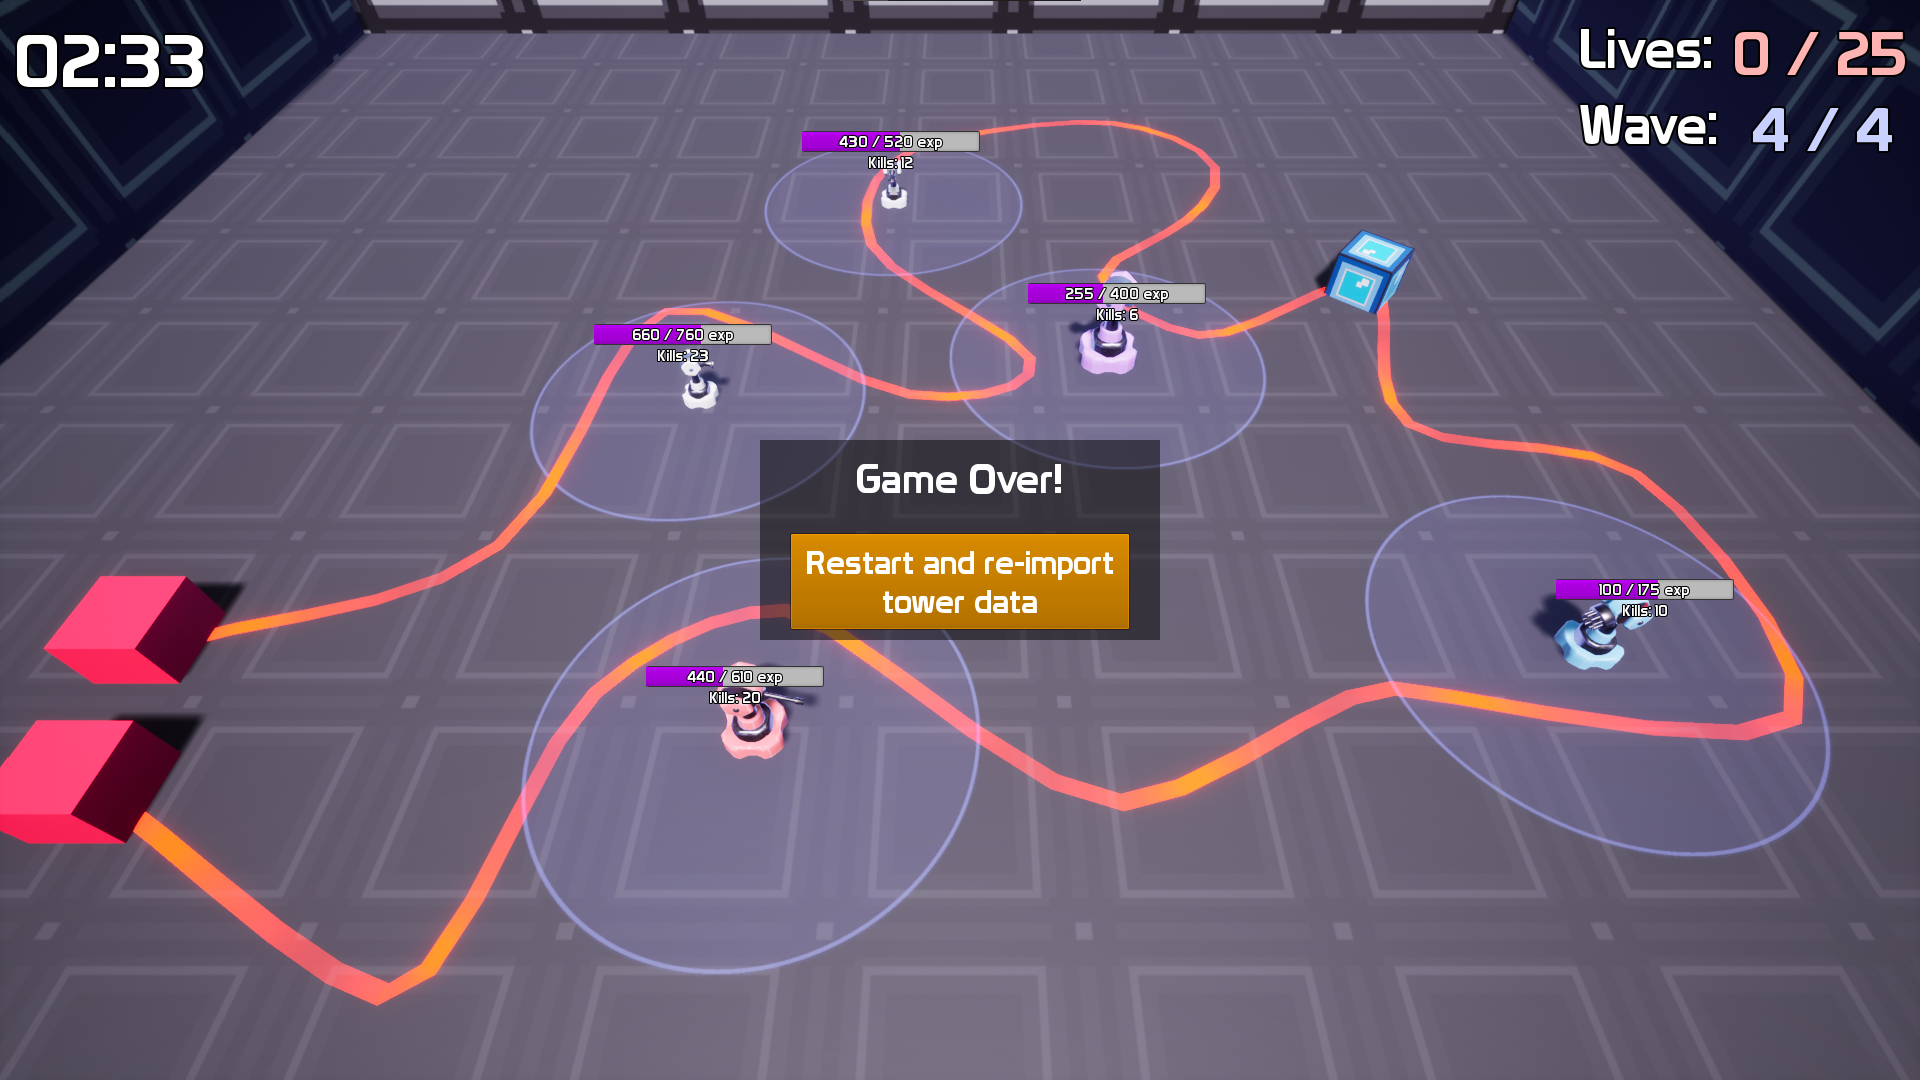 02:33
Lives: 0 / 25
Wave: 4 / 4
430 / 520 exp
Kills: 12
255 / 400 exp
Kills: 6
660 / 760 exp
Kills: 23
Game Over!
Restart and re-import
tower data
100 / 175 exp
Kills: 10
440 / 610 exp
Kills: 20